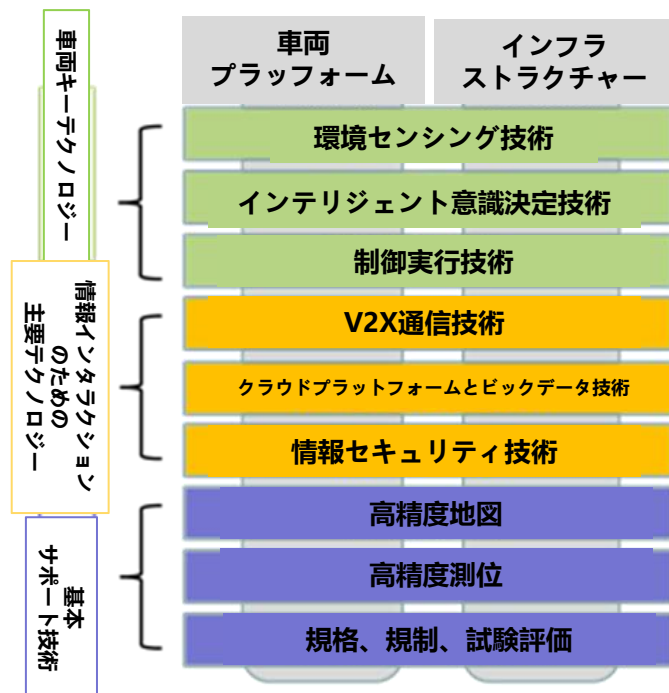 車両
プラッフォーム
インフラ
ストラクチャー
車両キーテクノロジー
環境センシング技術
インテリジェント意識決定技術
制御実行技術
情報インタラクション
のための
主要テクノロジー
V2X通信技術
クラウドプラットフォームとビックデータ技術
情報セキュリティ技術
基本
サポート技術
高精度地図
高精度測位
規格、規制、試験評価